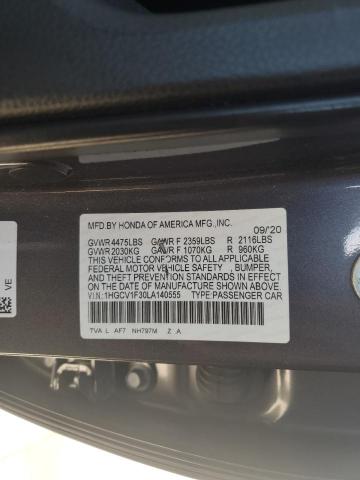 MFD.BY HONDA OF AMERICA MFG.,INC.
09/20
GVWR 4475LBS GAWR F 2359LBS R 2116LBS
GVWR 2030KG GAWR F 1070KG R 960KG
THIS VEHICLE CONFORMS TO ALL APPLICABLE
FEDERAL MOTOR VEHICLE SAFETY , BUMPER,
AND THEFT PREVENTION STANDARDS IN EFFECT
ON THE DATE OF MANUFACTURE SHOWN ABOVE.
V.I.N: 1HGCV1F30LA140555 TYPE:PASSENGER CAR
TVA L AF7 NH797M Z A
VE